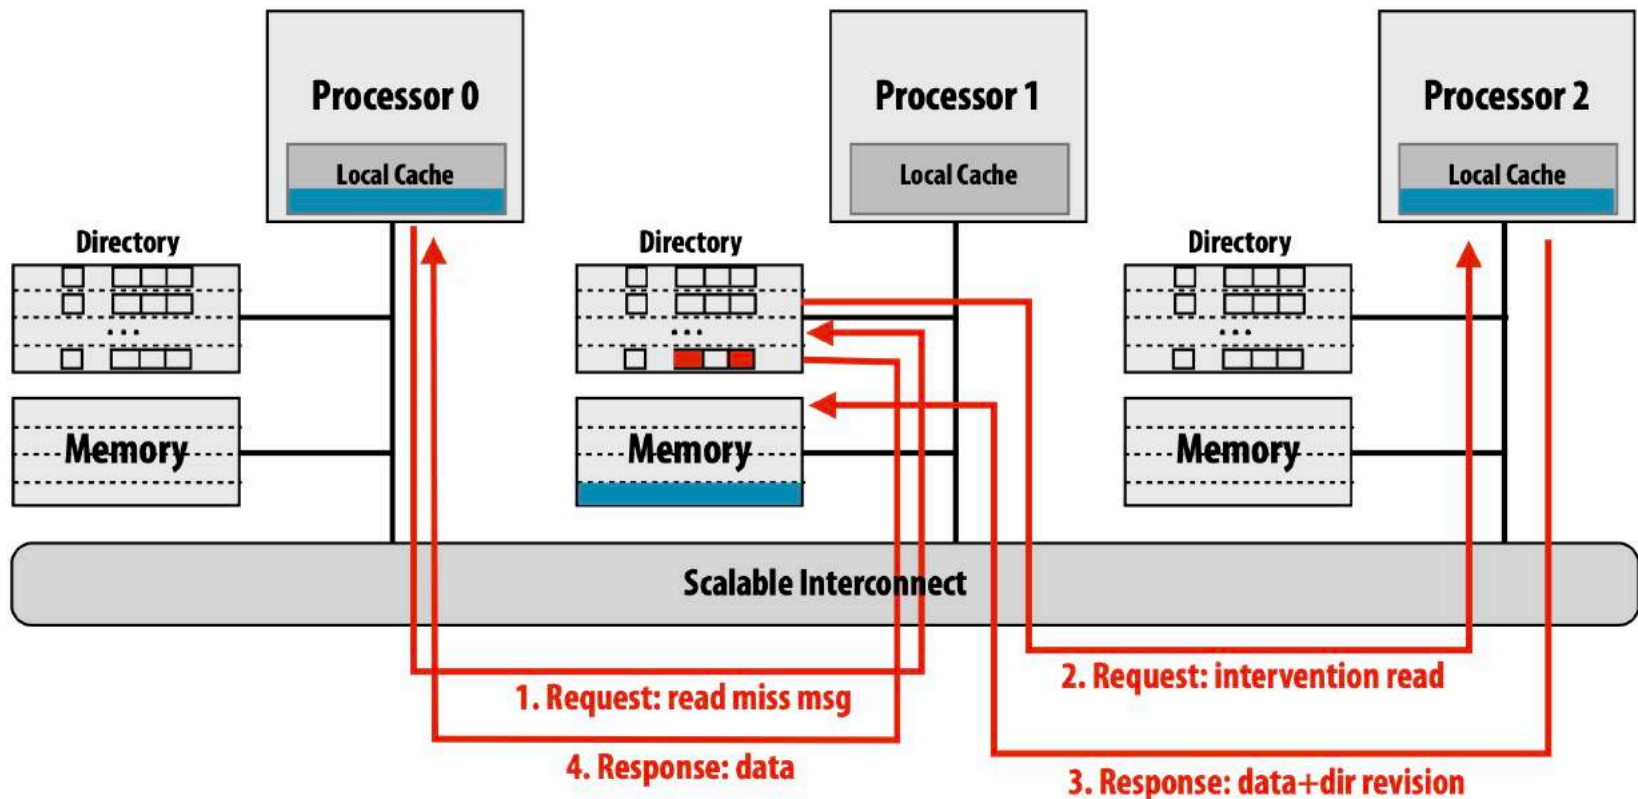 Processor 0
Local Cache
Processor 1
Local Cache
Processor 2
Local Cache
Directory
...
Memory
Directory
...
Memory
Directory
...
Memory
Scalable Interconnect
1. Request: read miss msg
2. Request: intervention read
4. Response: data
3. Response: data+dir revision